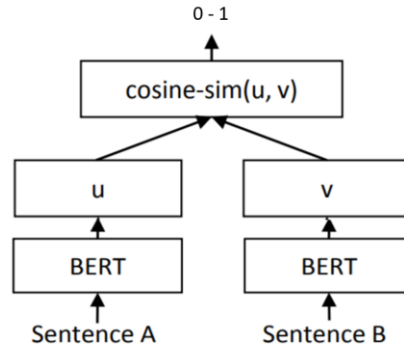 0 - 1
cosine-sim(u, v)
u
v
BERT
BERT
Sentence A
Sentence B